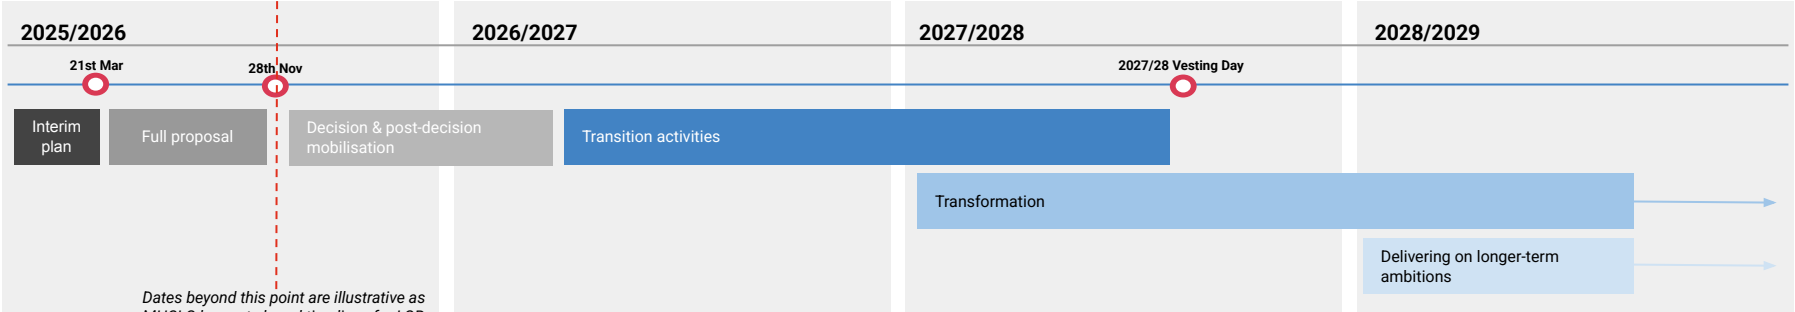 2025/2026
2026/2027
2027/2028
2028/2029
21st Mar
28th Nov
2027/28 Vesting Day
Interim
plan
Full proposal
Decision & post-decision
mobilisation
Transition activities
Transformation
Delivering on longer-term
ambitions
Dates beyond this point are illustrative as